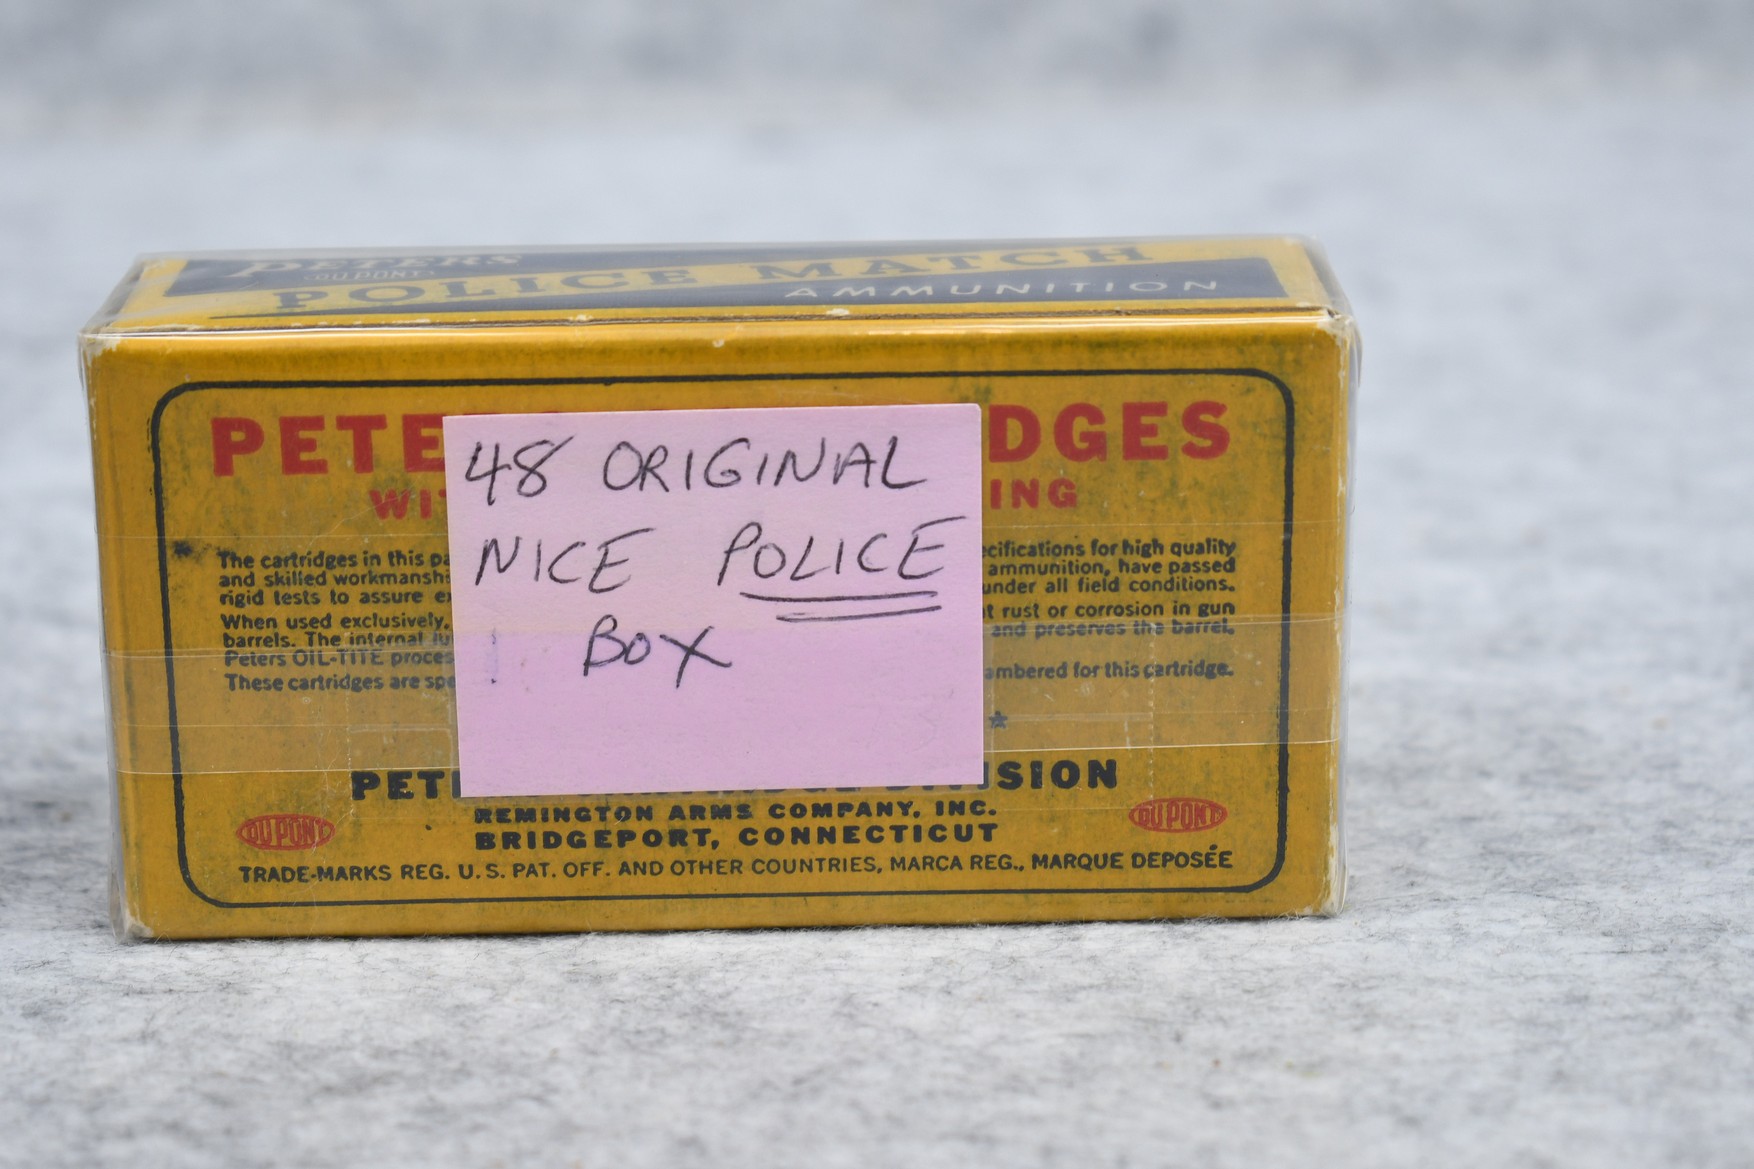 PETERS
DU PONT
POLICE MATCH
AMMUNITION
48 ORIGINAL
NICE POLICE
BOX
PETE DGES
WI ING
The cartridges in this pa ecifications for high quality
and skilled workmanshi ammunition, have passed
rigid tests to assure e under all field conditions.
When used exclusively, t rust or corrosion in gun
barrels. The internal lu and preserves the barrel.
Peters OIL-TITE proces
These cartridges are spe ambered for this cartridge.
PET SION
REMINGTON ARMS COMPANY, INC.
BRIDGEPORT, CONNECTICUT
DU PONT DU PONT
TRADE-MARKS REG. U.S. PAT. OFF. AND OTHER COUNTRIES, MARCA REG., MARQUE DEPOSÉE